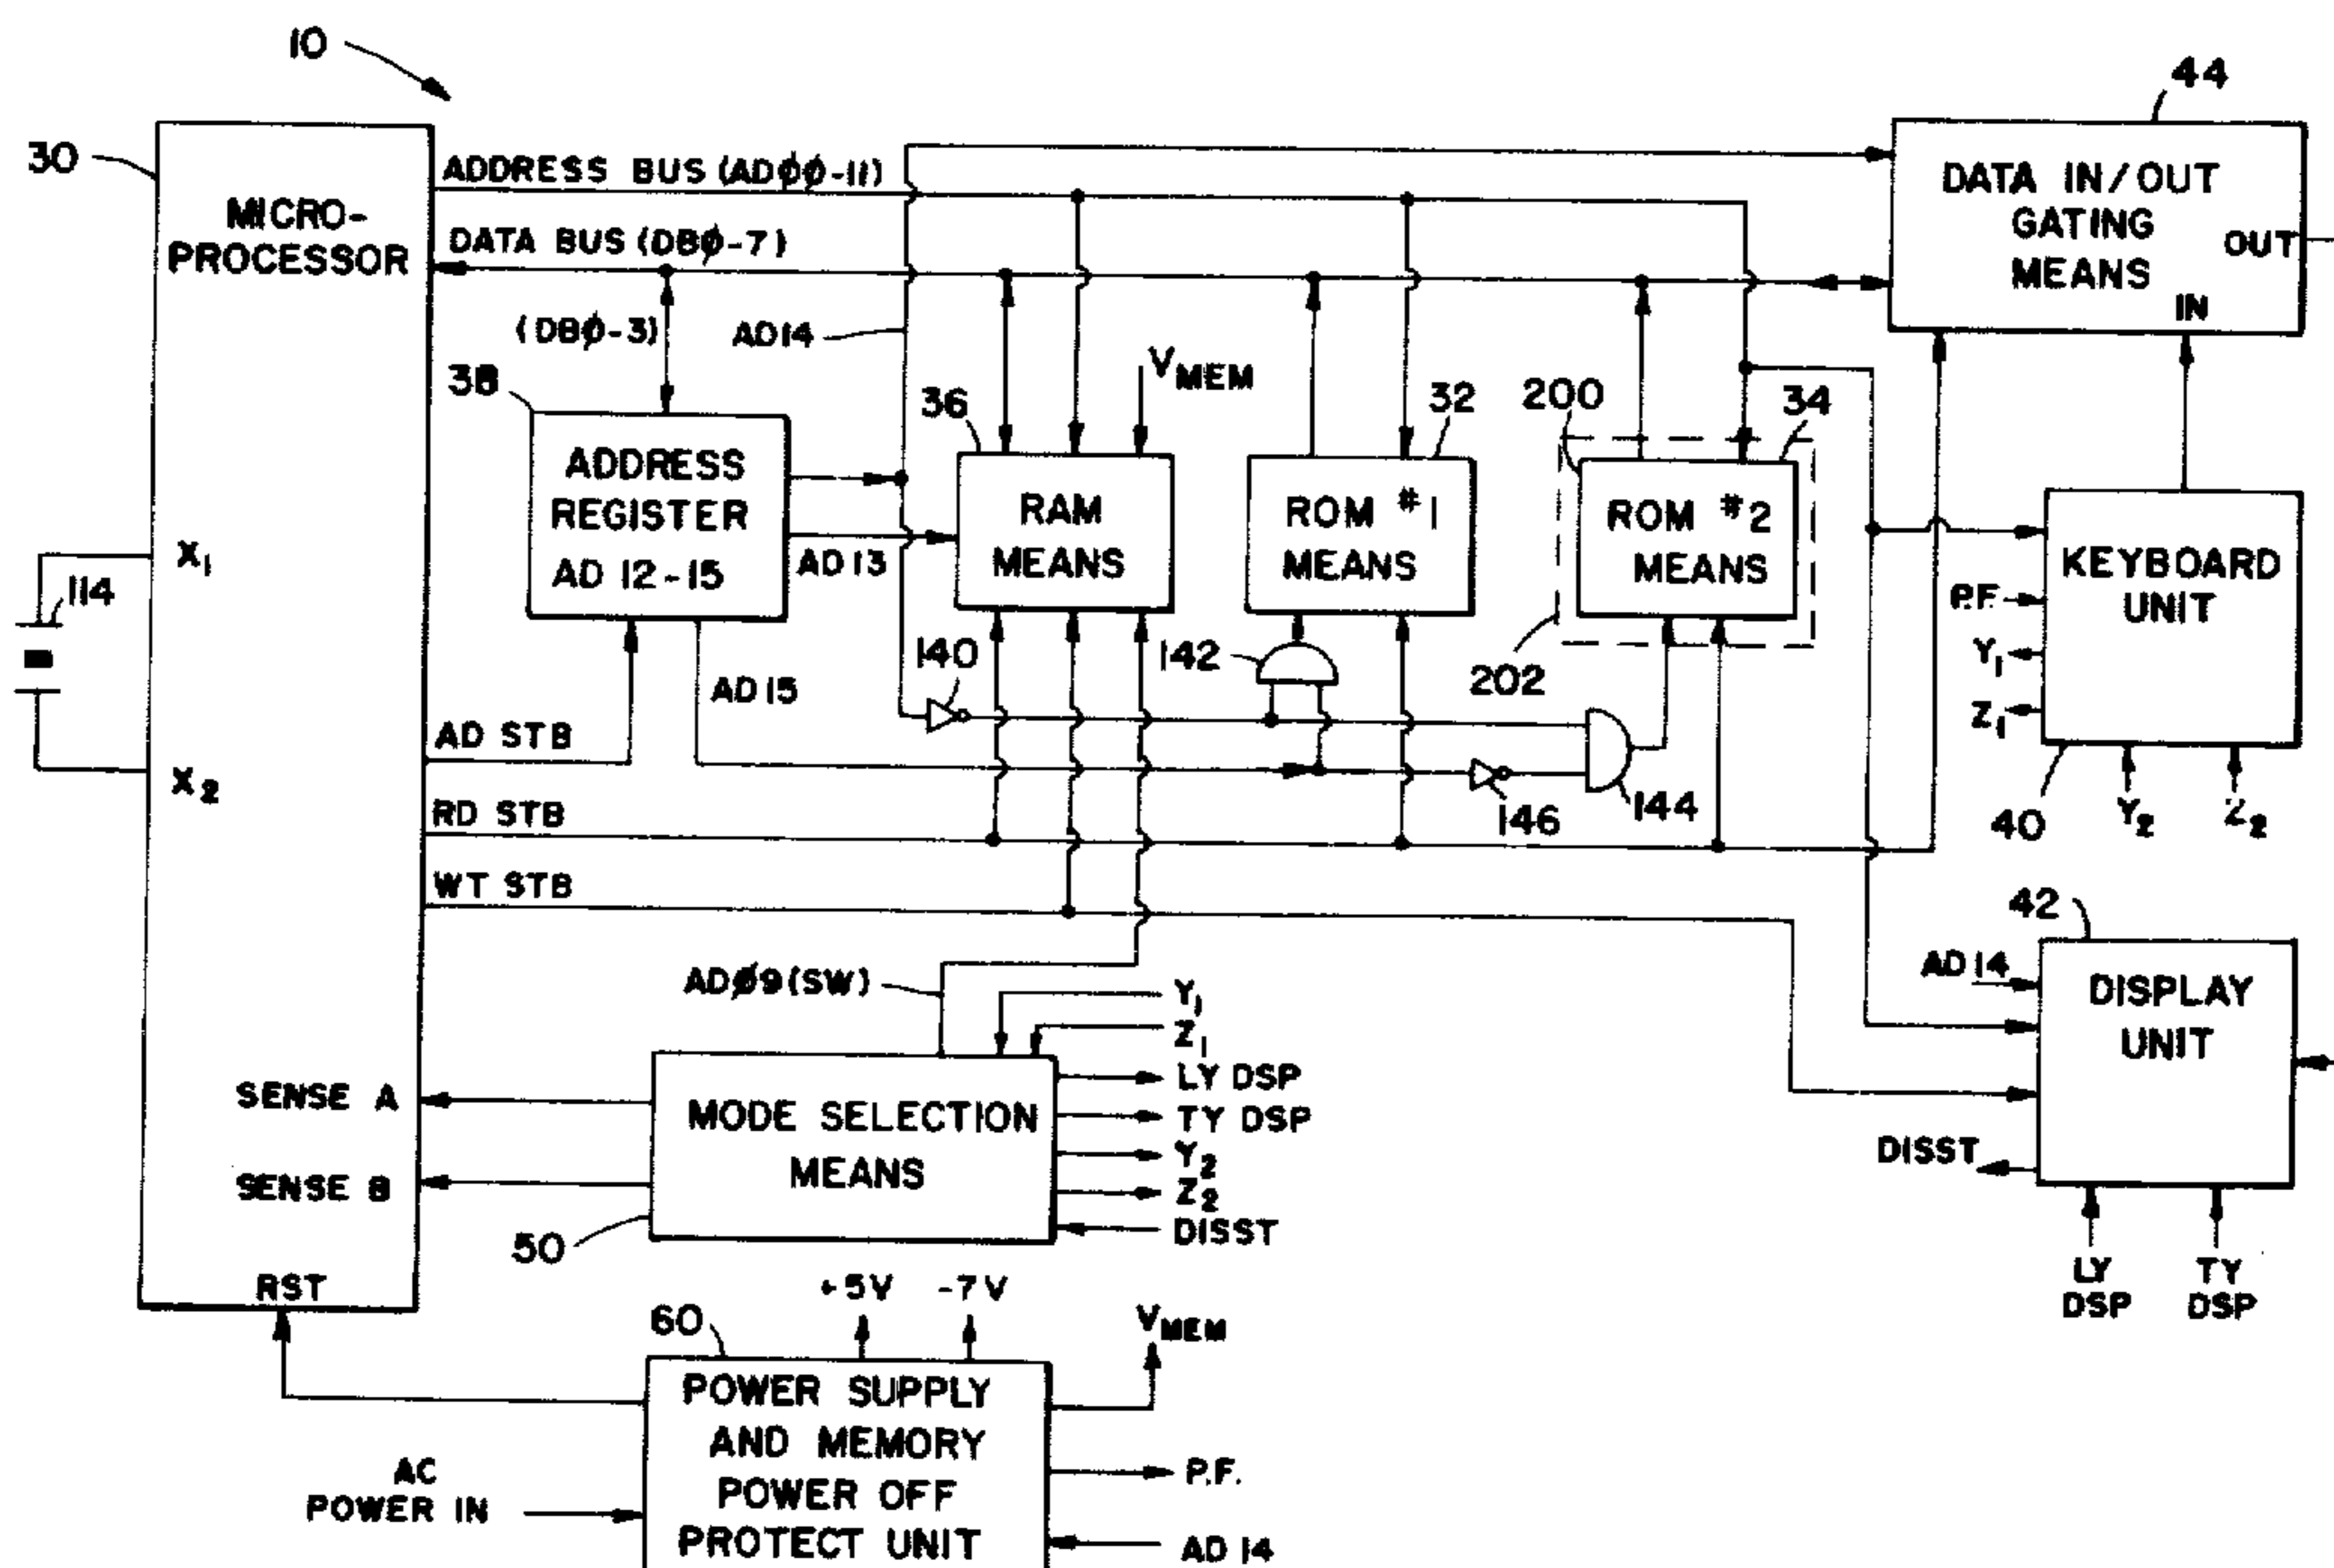 10
44
30
ADDRESS BUS (ADØØ-11)
MICRO-
PROCESSOR
DATA BUS (DBØ-7)
DATA IN/OUT
GATING
MEANS
OUT
IN
(DBØ-3)
AD14
VMEM
38
36
32
200
34
ADDRESS
REGISTER
AD 12-15
AD 13
RAM
MEANS
ROM #1
MEANS
ROM #2
MEANS
KEYBOARD
UNIT
X1
114
P.F.
Y1
Z1
140
142
202
AD 15
AD STB
X2
146
144
40
Y2
Z2
RD STB
WT STB
42
ADØ9(SW)
Y1
Z1
AD 14
DISPLAY
UNIT
SENSE A
SENSE B
MODE SELECTION
MEANS
LY DSP
TY DSP
Y2
Z2
DISST
DISST
50
LY
DSP
TY
DSP
RST
+5V
-7V
60
VMEM
POWER SUPPLY
AND MEMORY
POWER OFF
PROTECT UNIT
AC
POWER IN
P.F.
AD 14